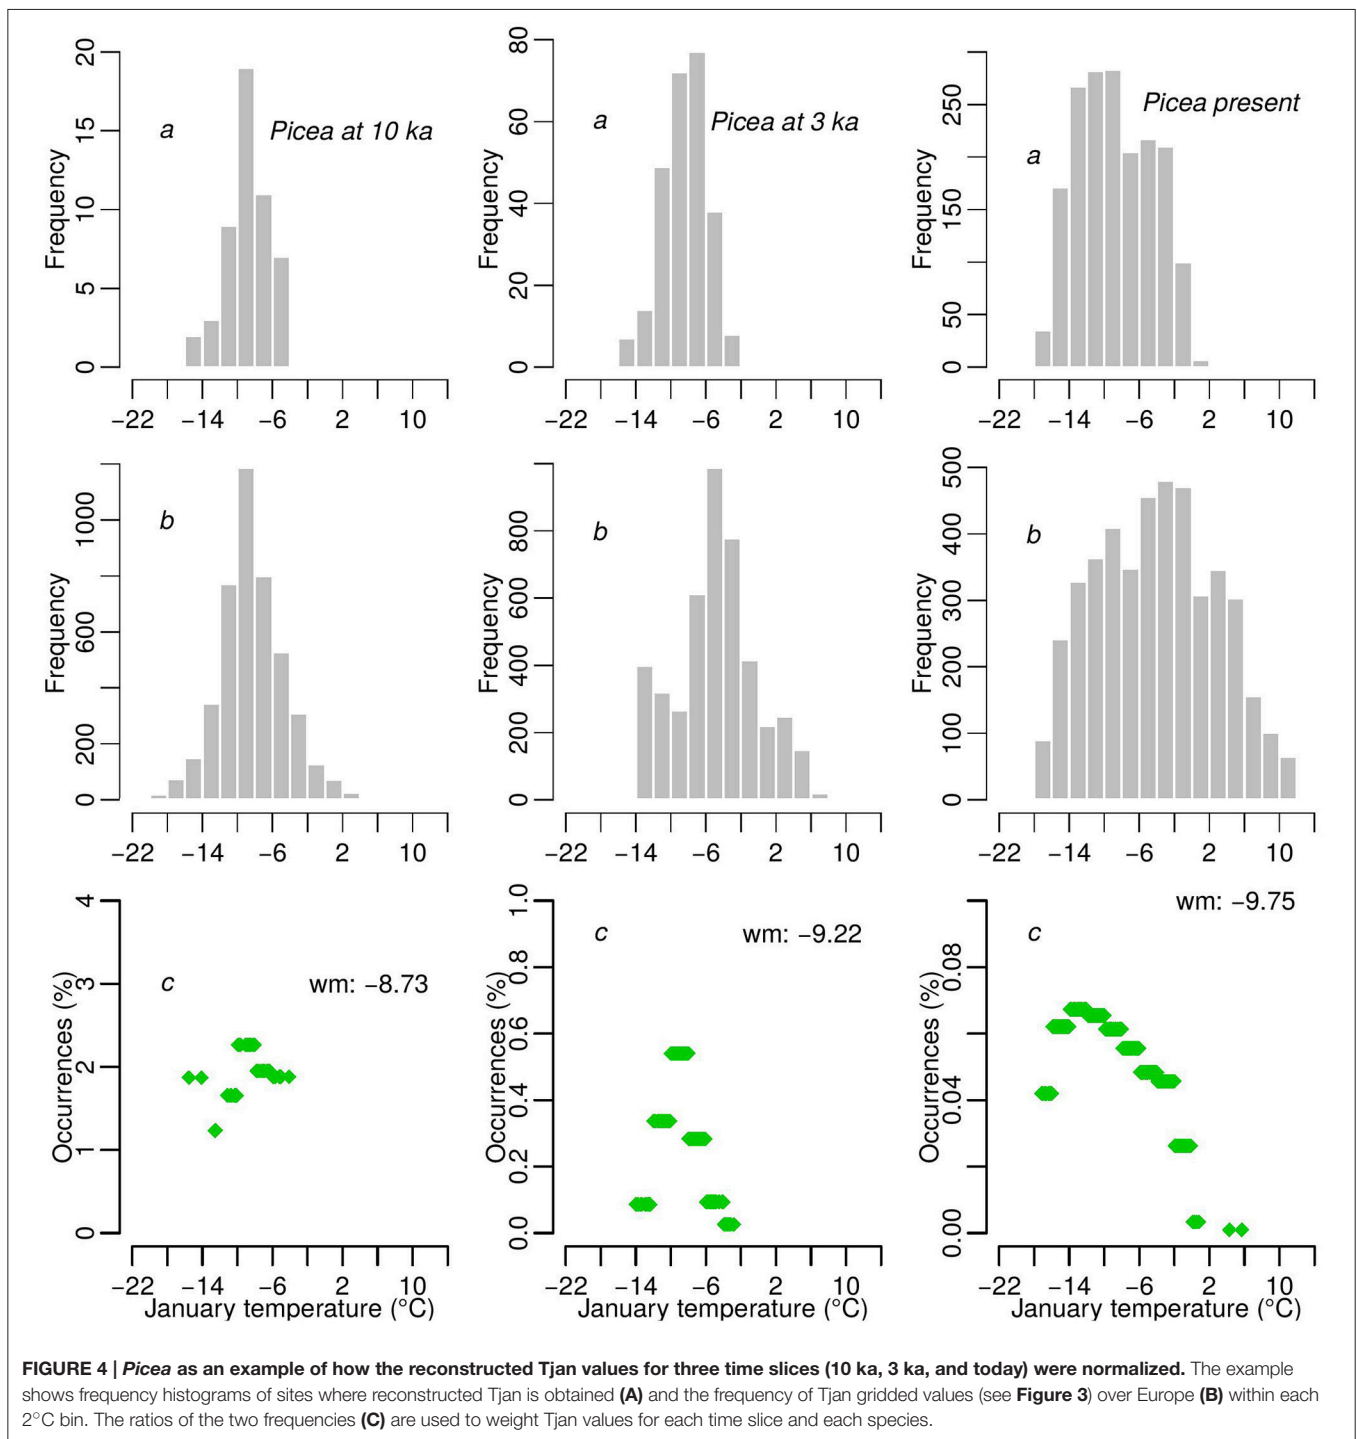 Frequency
0 5 10 15 20
a
Picea at 10 ka
−22 −14 −6 2 10
Frequency
0 20 40 60 80
a
Picea at 3 ka
−22 −14 −6 2 10
Frequency
0 50 150 250
a
Picea present
−22 −14 −6 2 10
Frequency
0 200 600 1000
b
−22 −14 −6 2 10
Frequency
0 200 400 600 800
b
−22 −14 −6 2 10
Frequency
0 100 200 300 400 500
b
−22 −14 −6 2 10
Occurrences (%)
0 1 2 3 4
c
wm: −8.73
−22 −14 −6 2 10
January temperature (°C)
Occurrences (%)
0.0 0.2 0.4 0.6 0.8 1.0
c
wm: −9.22
−22 −14 −6 2 10
January temperature (°C)
Occurrences (%)
0.00 0.04 0.08
c
wm: −9.75
−22 −14 −6 2 10
January temperature (°C)
FIGURE 4 | Picea as an example of how the reconstructed Tjan values for three time slices (10 ka, 3 ka, and today) were normalized. The example
shows frequency histograms of sites where reconstructed Tjan is obtained (A) and the frequency of Tjan gridded values (see Figure 3) over Europe (B) within each
2°C bin. The ratios of the two frequencies (C) are used to weight Tjan values for each time slice and each species.